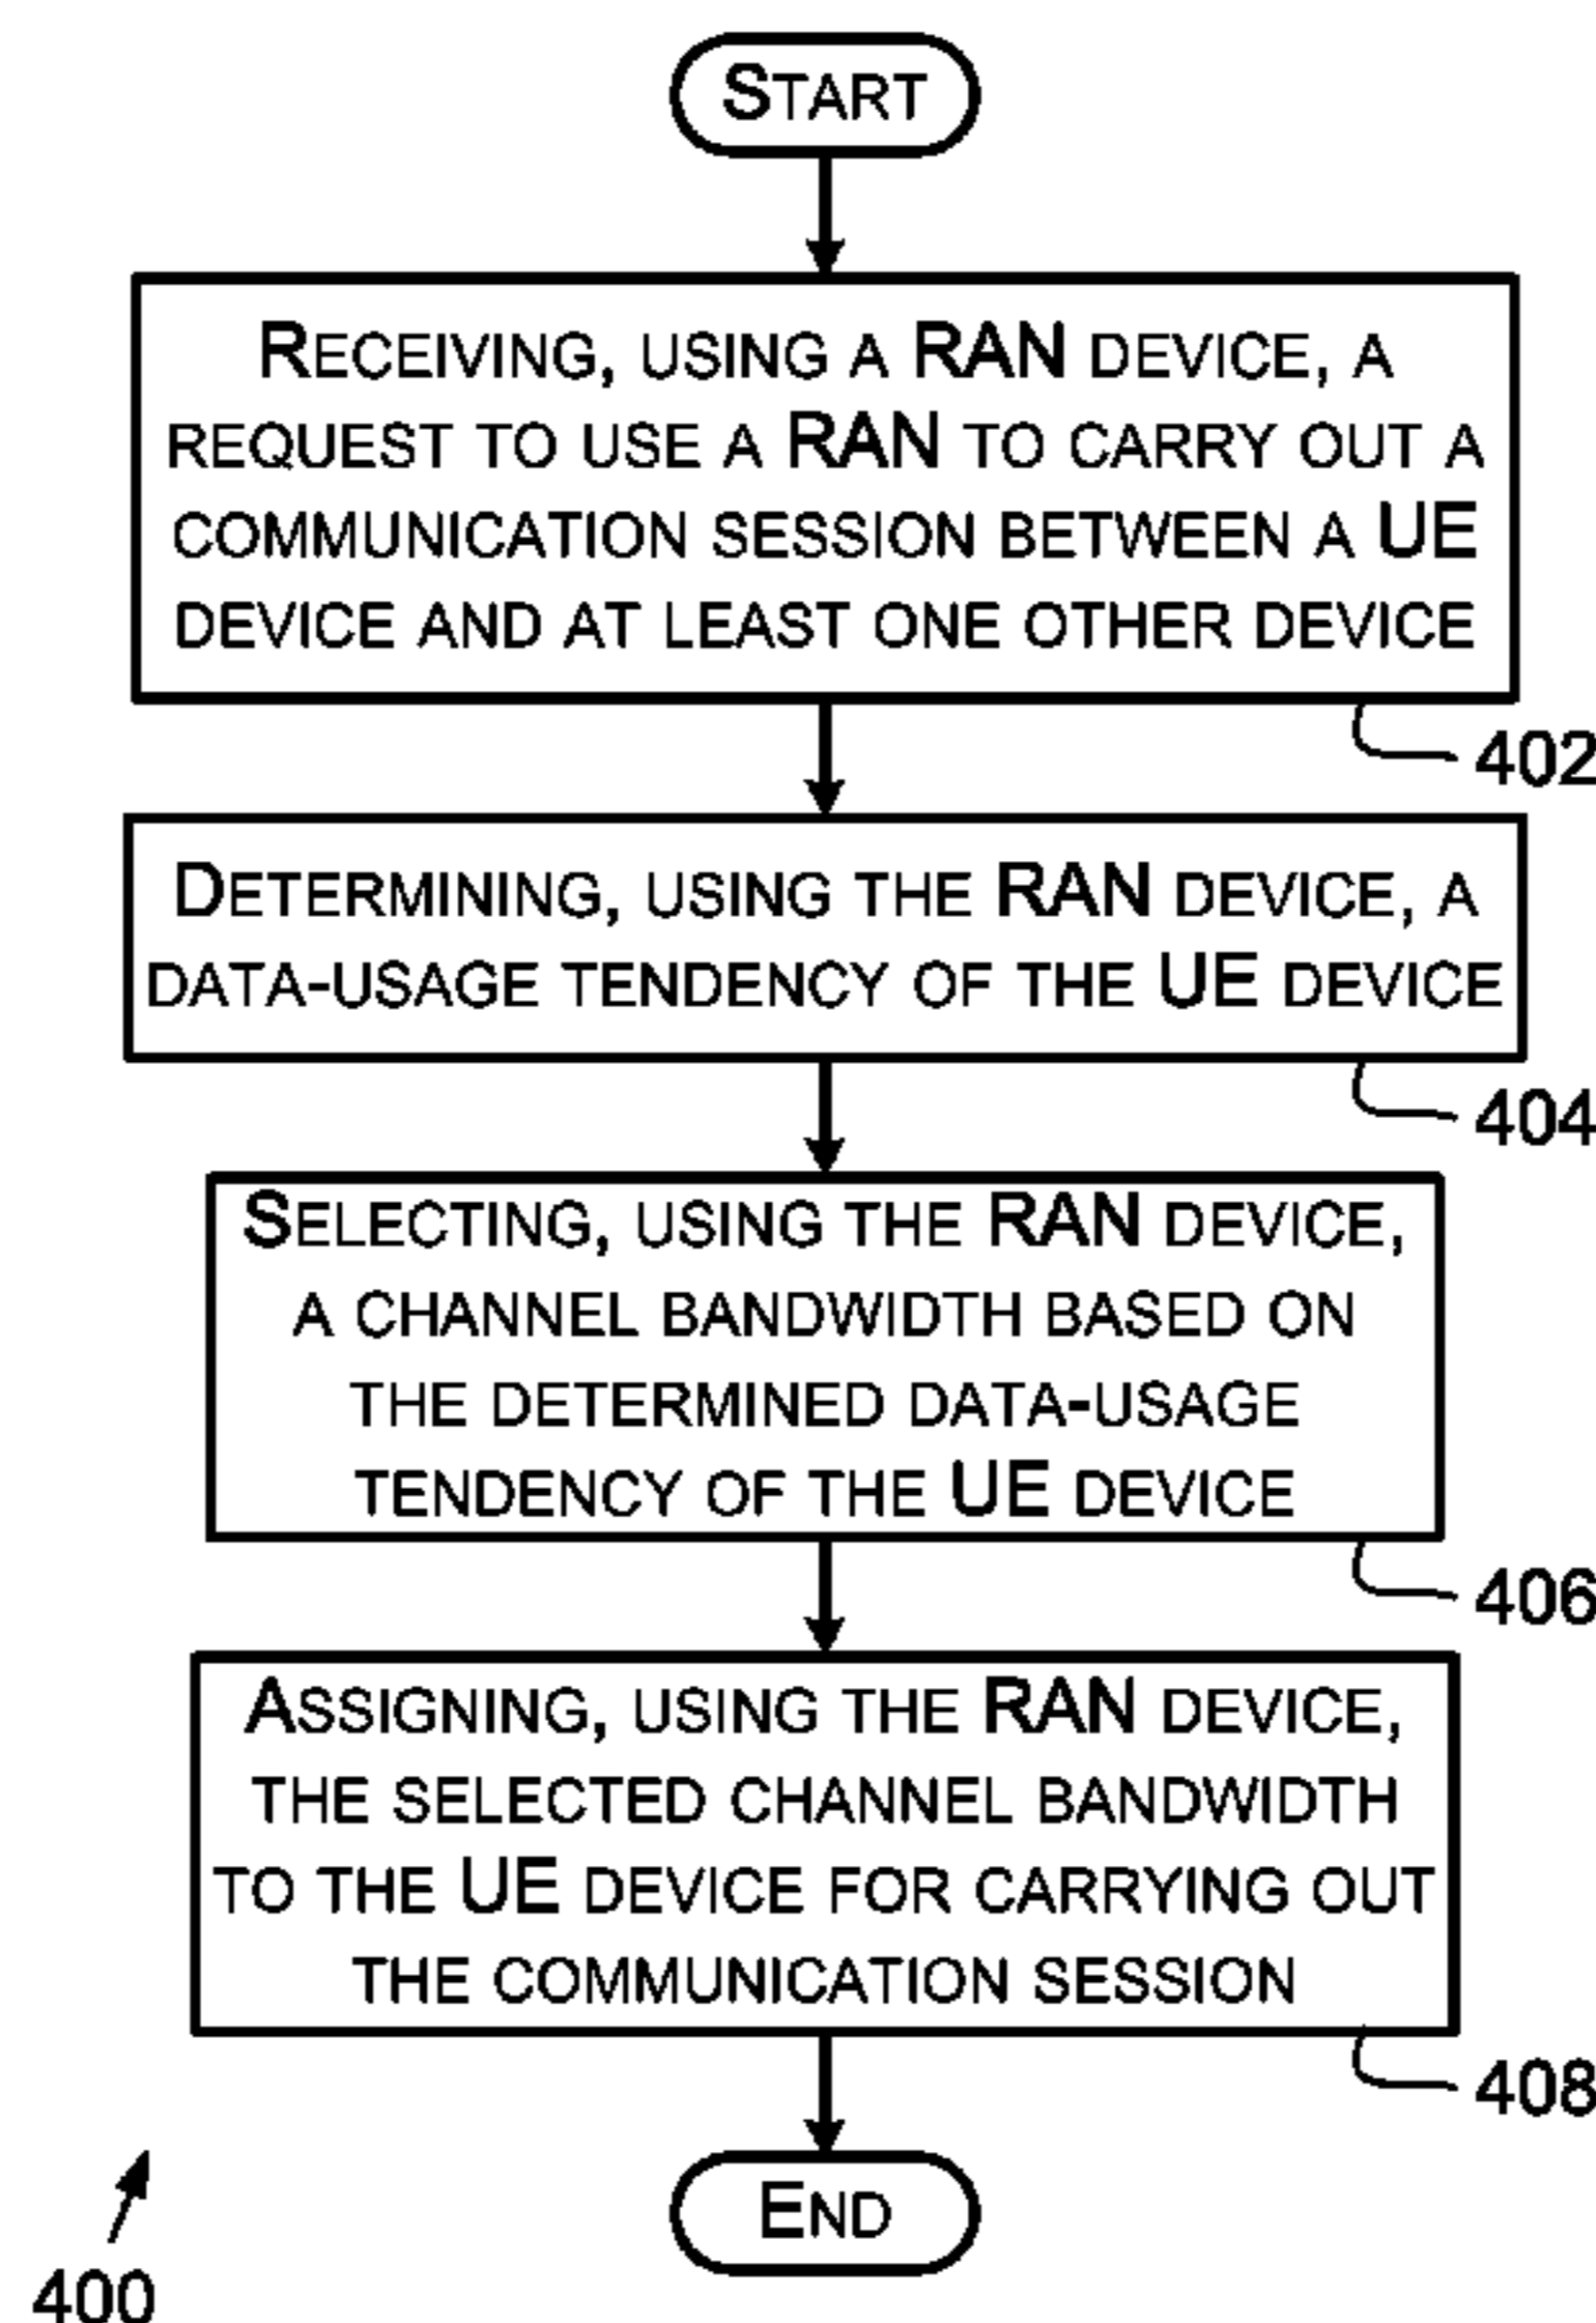 START
RECEIVING, USING A RAN DEVICE, A
REQUEST TO USE A RAN TO CARRY OUT A
COMMUNICATION SESSION BETWEEN A UE
DEVICE AND AT LEAST ONE OTHER DEVICE
402
DETERMINING, USING THE RAN DEVICE, A
DATA-USAGE TENDENCY OF THE UE DEVICE
404
SELECTING, USING THE RAN DEVICE,
A CHANNEL BANDWIDTH BASED ON
THE DETERMINED DATA-USAGE
TENDENCY OF THE UE DEVICE
406
ASSIGNING, USING THE RAN DEVICE,
THE SELECTED CHANNEL BANDWIDTH
TO THE UE DEVICE FOR CARRYING OUT
THE COMMUNICATION SESSION
408
END
400